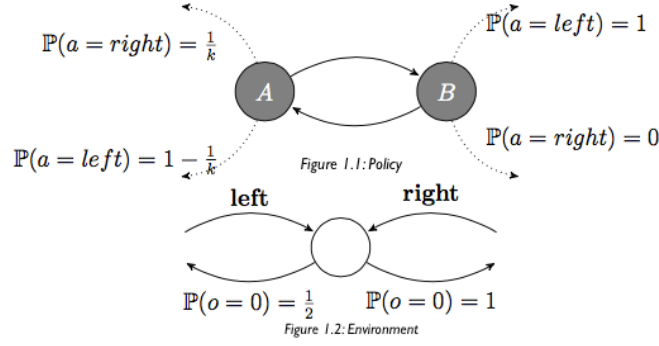 ℙ(a = right) = 1/k
ℙ(a = left) = 1
A
B
ℙ(a = left) = 1 − 1/k
ℙ(a = right) = 0
Figure 1.1: Policy
left
right
ℙ(o = 0) = 1/2
ℙ(o = 0) = 1
Figure 1.2: Environment